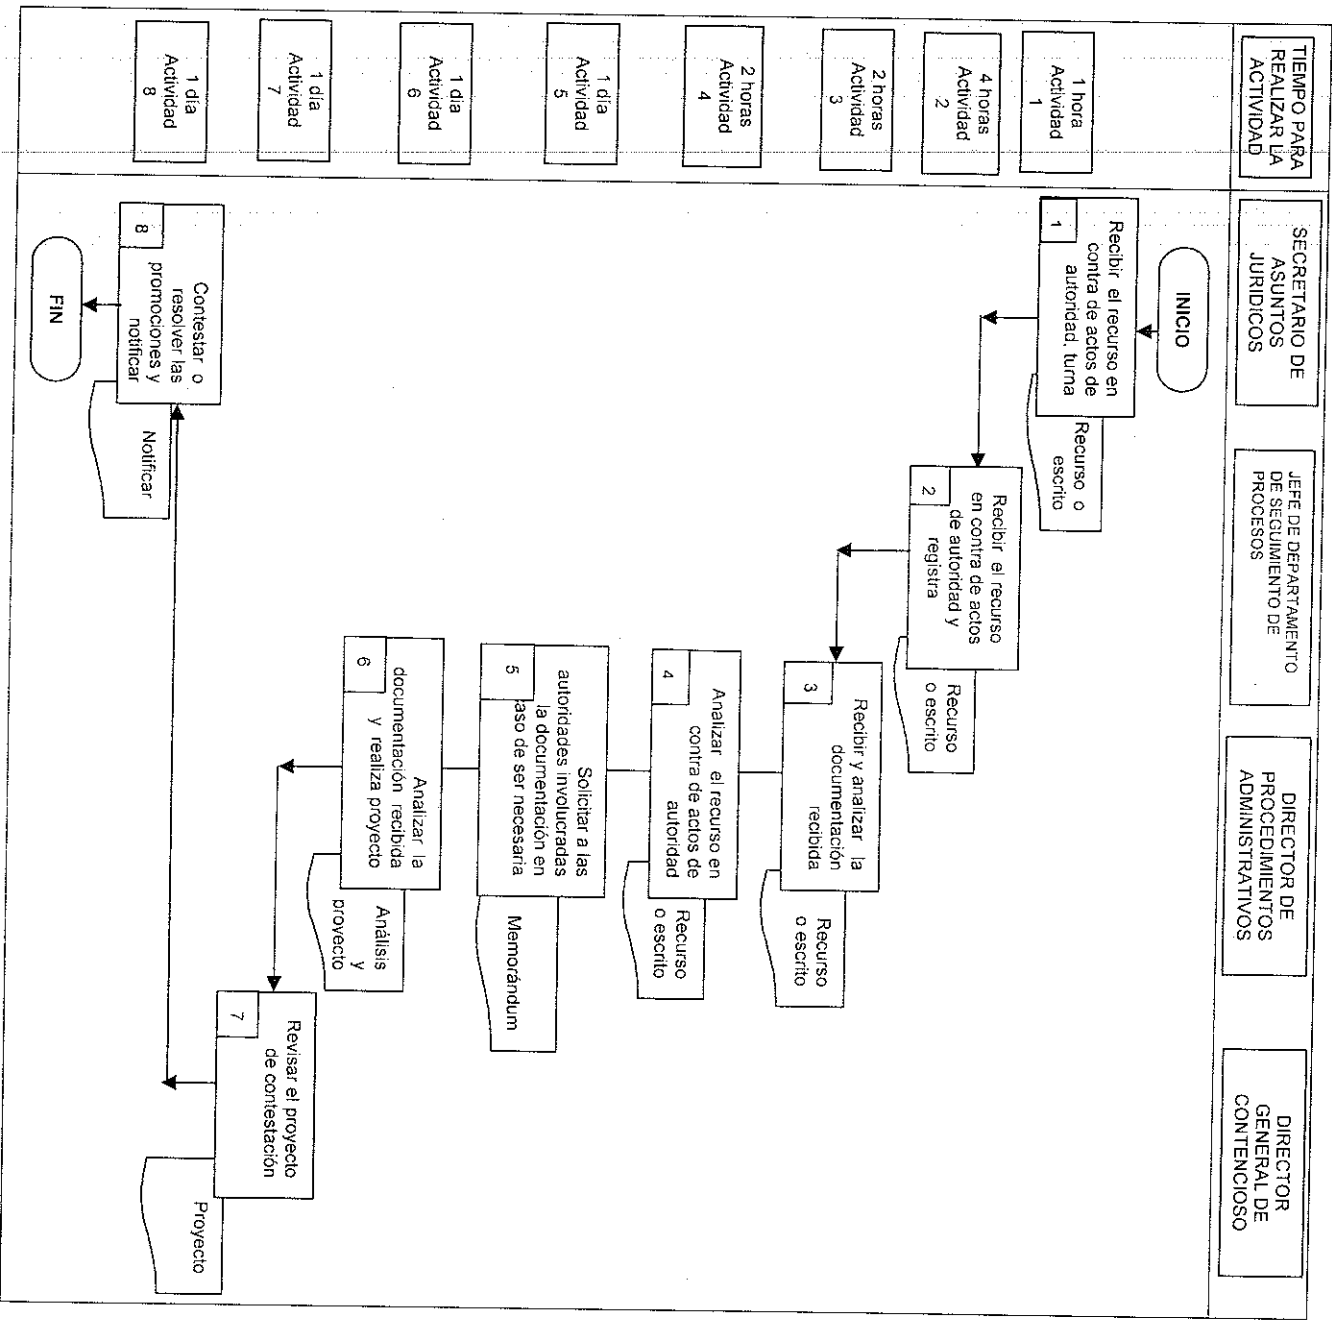 TIEMPO PARA
REALIZAR LA
ACTIVIDAD
SECRETARIO DE
ASUNTOS
JURIDICOS
JEFE DE DEPARTAMENTO
DE SEGUIMIENTO DE
PROCESOS
DIRECTOR DE
PROCEDIMIENTOS
ADMINISTRATIVOS
DIRECTOR
GENERAL DE
CONTENCIOSO
INICIO
1 hora
Actividad
1
Recibir el recurso en
contra de actos de
autoridad, turna
1
Recurso o
escrito
4 horas
Actividad
2
Recibir el recurso
en contra de actos
de autoridad y
registra
2
Recurso
o escrito
2 horas
Actividad
3
Recibir y analizar la
documentación
recibida
3
Recurso
o escrito
2 horas
Actividad
4
Analizar el recurso en
contra de actos de
autoridad
4
Recurso
o escrito
1 día
Actividad
5
Solicitar a las
autoridades involucradas
la documentación en
aso de ser necesaria
5
Memorándum
1 día
Actividad
6
Analizar la
documentación recibida
y realiza proyecto
6
Análisis
y
proyecto
1 día
Actividad
7
Revisar el proyecto
de contestación
7
Proyecto
1 día
Actividad
8
Contestar o
resolver las
promociones y
notificar
8
Notificar
FIN